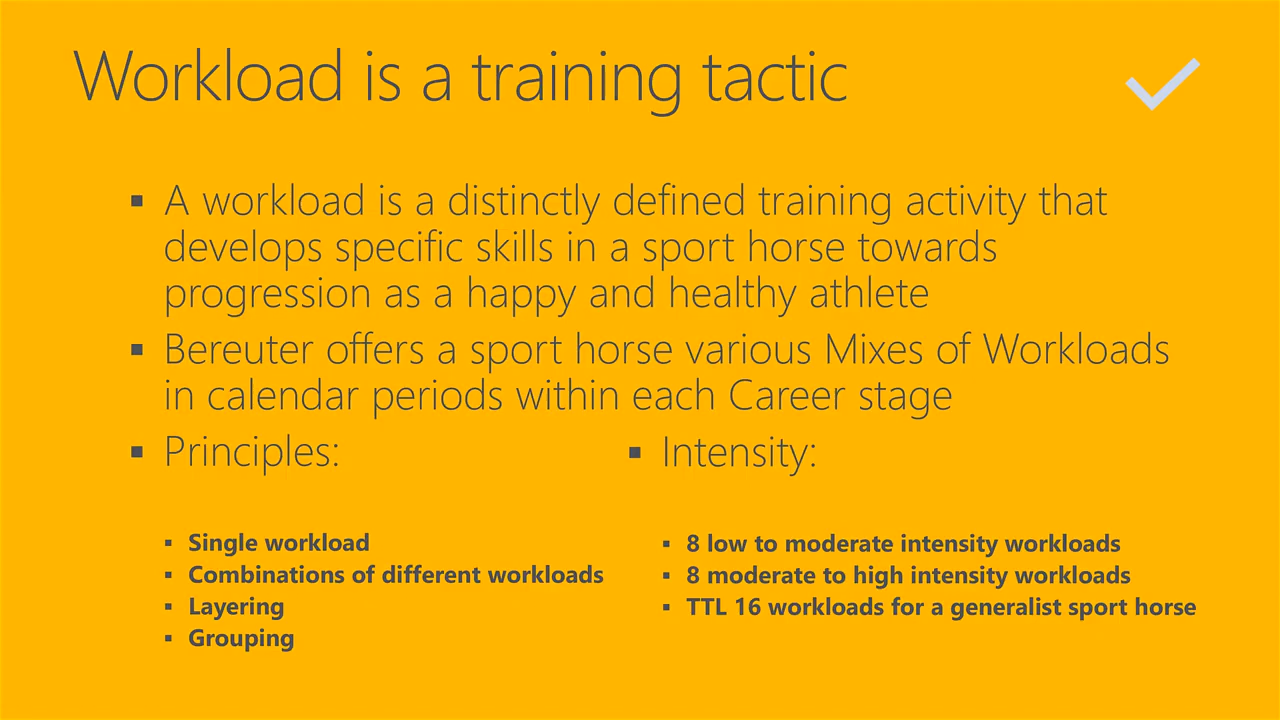 Workload is a training tactic
▪ A workload is a distinctly defined training activity that
develops specific skills in a sport horse towards
progression as a happy and healthy athlete
▪ Bereuter offers a sport horse various Mixes of Workloads
in calendar periods within each Career stage
▪ Principles:
▪ Single workload
▪ Combinations of different workloads
▪ Layering
▪ Grouping
▪ Intensity:
▪ 8 low to moderate intensity workloads
▪ 8 moderate to high intensity workloads
▪ TTL 16 workloads for a generalist sport horse